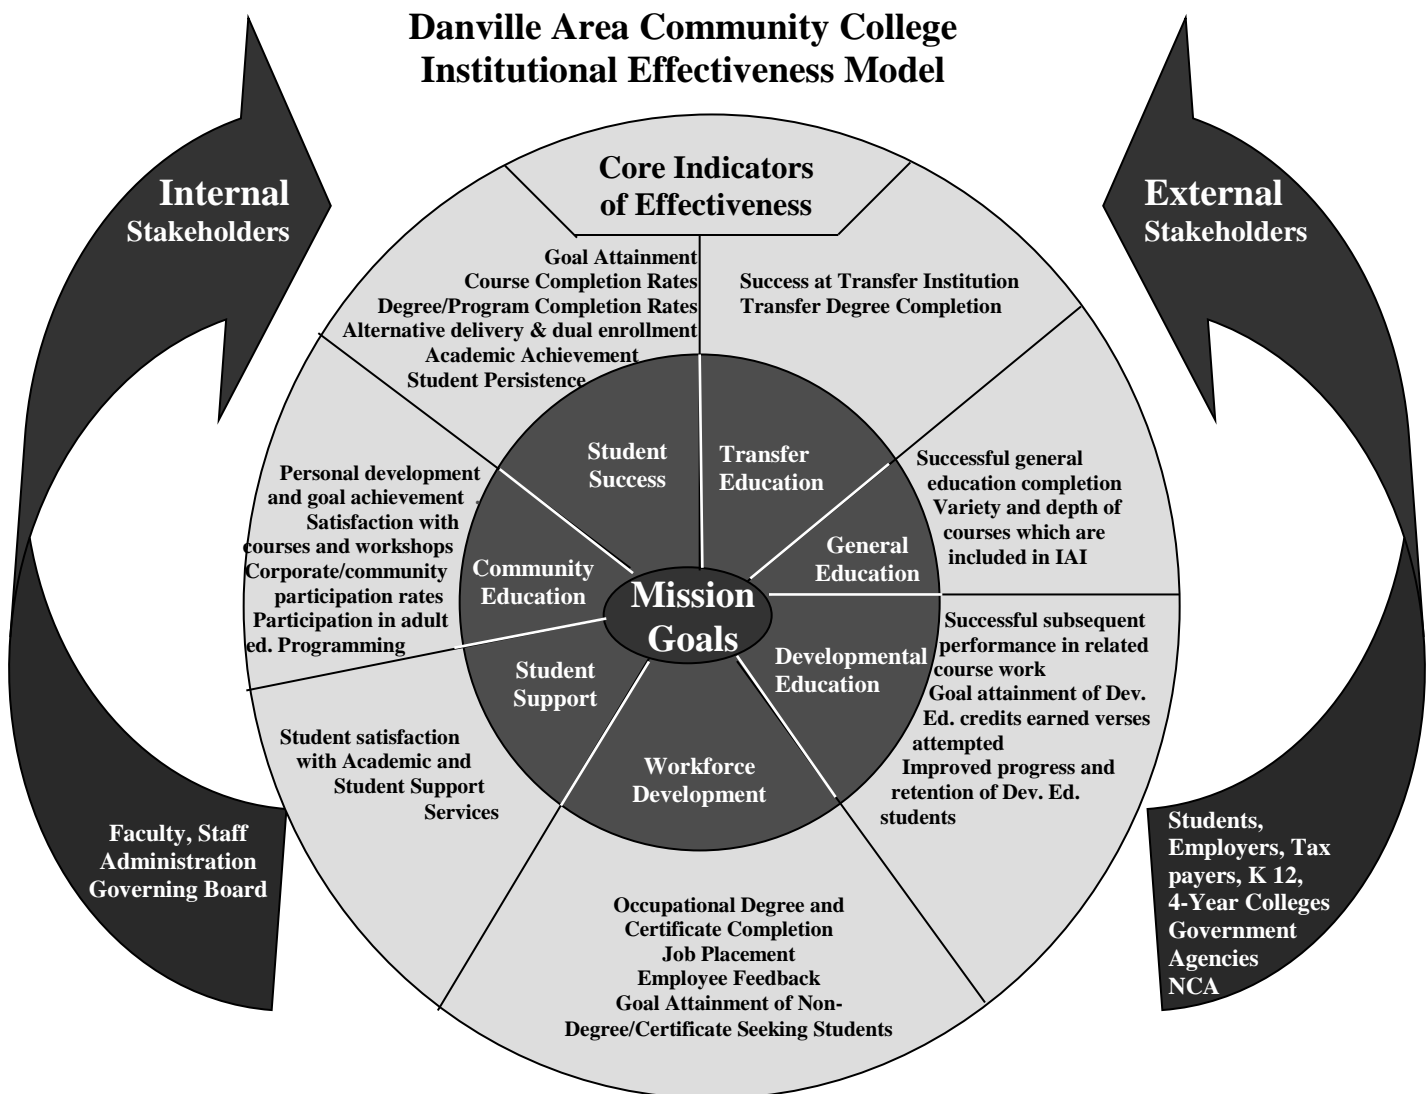 Danville Area Community College
Institutional Effectiveness Model
Internal
Stakeholders
Core Indicators
of Effectiveness
External
Stakeholders
Goal Attainment
Course Completion Rates
Degree/Program Completion Rates
Alternative delivery & dual enrollment
Academic Achievement
Student Persistence
Success at Transfer Institution
Transfer Degree Completion
Student
Success
Transfer
Education
Personal development
and goal achievement
Satisfaction with
courses and workshops
Corporate/community
participation rates
Participation in adult
ed. Programming
Community
Education
Mission
Goals
General
Education
Successful general
education completion
Variety and depth of
courses which are
included in IAI
Student
Support
Developmental
Education
Successful subsequent
performance in related
course work
Goal attainment of Dev.
Ed. credits earned verses
attempted
Improved progress and
retention of Dev. Ed.
students
Student satisfaction
with Academic and
Student Support
Services
Workforce
Development
Faculty, Staff
Administration
Governing Board
Students,
Employers, Tax
payers, K 12,
4-Year Colleges
Government
Agencies
NCA
Occupational Degree and
Certificate Completion
Job Placement
Employee Feedback
Goal Attainment of Non-
Degree/Certificate Seeking Students